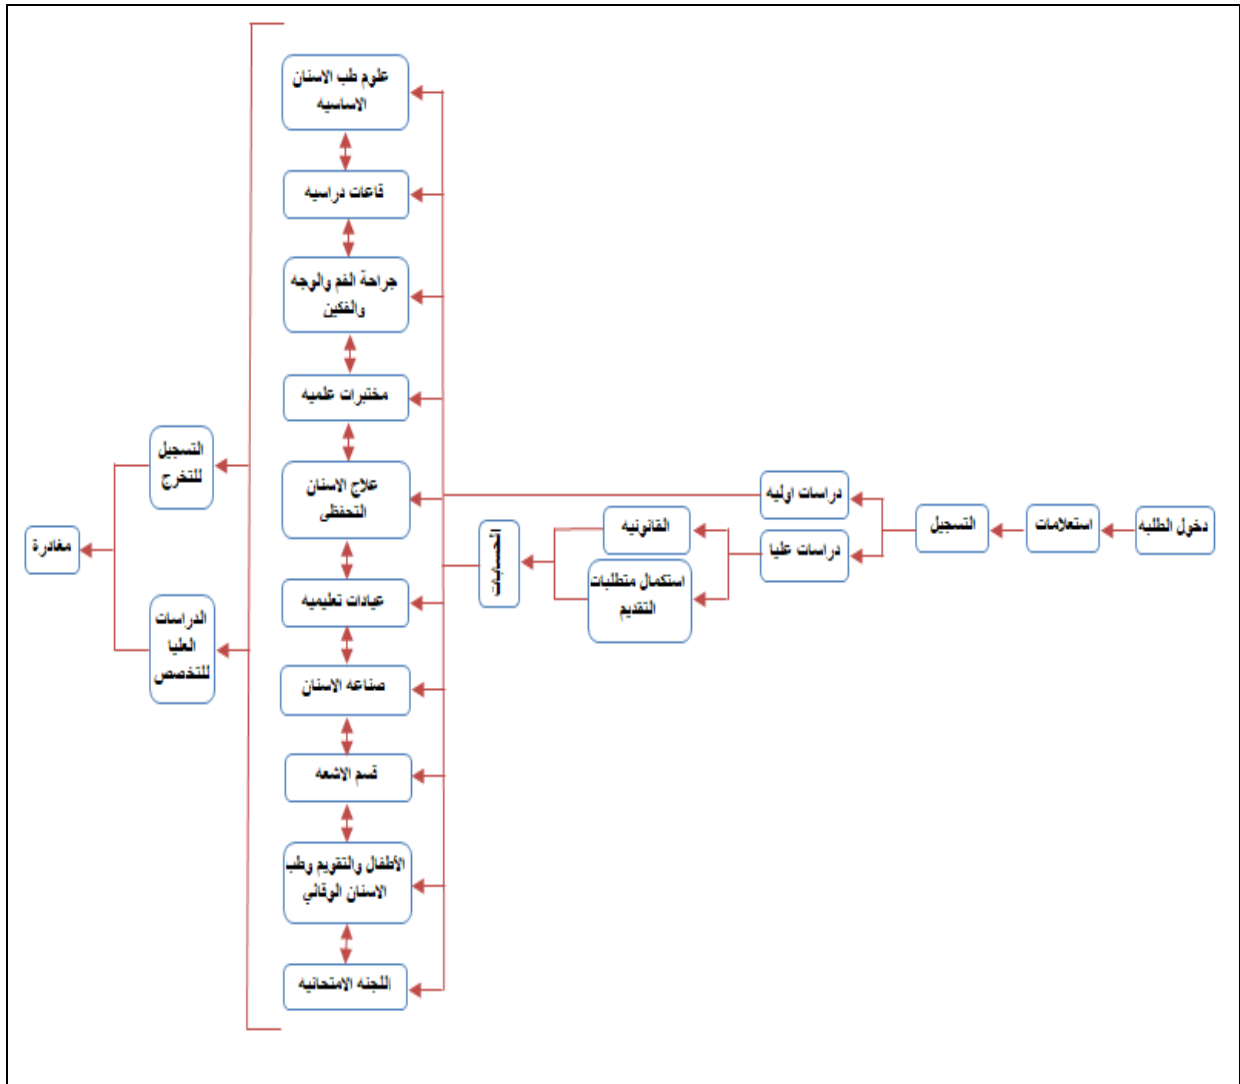 دخول الطلبه
استعلامات
التسجيل
دراسات اوليه
دراسات عليا
القانونيه
استكمال متطلبات
التقديم
الحسابات
علوم طب الاسنان
الاساسيه
قاعات دراسيه
جراحة الفم والوجه
والفكين
مختبرات علميه
علاج الاسنان
التحفظي
عيادات تعليميه
صناعه الاسنان
قسم الاشعه
الأطفال والتقويم وطب
الاسنان الوقائي
اللجنه الامتحانيه
التسجيل
للتخرج
الدراسات
العليا
للتخصص
مغادرة